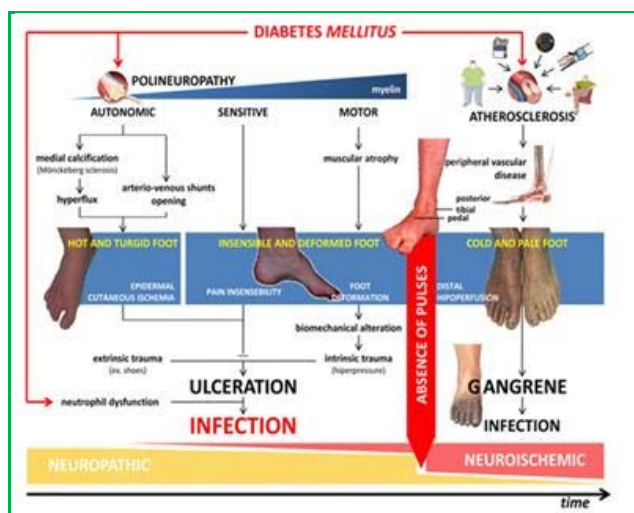 DIABETES MELLITUS
POLINEUROPATHY
myelin
AUTONOMIC
SENSITIVE
MOTOR
ATHEROSCLEROSIS
medial calcification
(Mönckeberg sclerosis)
hyperflux
arterio-venous shunts
opening
muscular atrophy
peripheral vascular
disease
posterior
tibial
pedal
HOT AND TURGID FOOT
INSENSIBLE AND DEFORMED FOOT
COLD AND PALE FOOT
EPIDERMAL
CUTANEOUS ISCHEMIA
PAIN INSENSEBILITY
FOOT
DEFORMATION
DISTAL
HIPOPERFUSION
biomechanical alteration
extrinsic trauma
(ex. shoes)
intrinsic trauma
(hiperpressure)
ABSENCE OF PULSES
ULCERATION
GANGRENE
neutrophil dysfunction
INFECTION
INFECTION
NEUROPATHIC
NEUROISCHEMIC
time